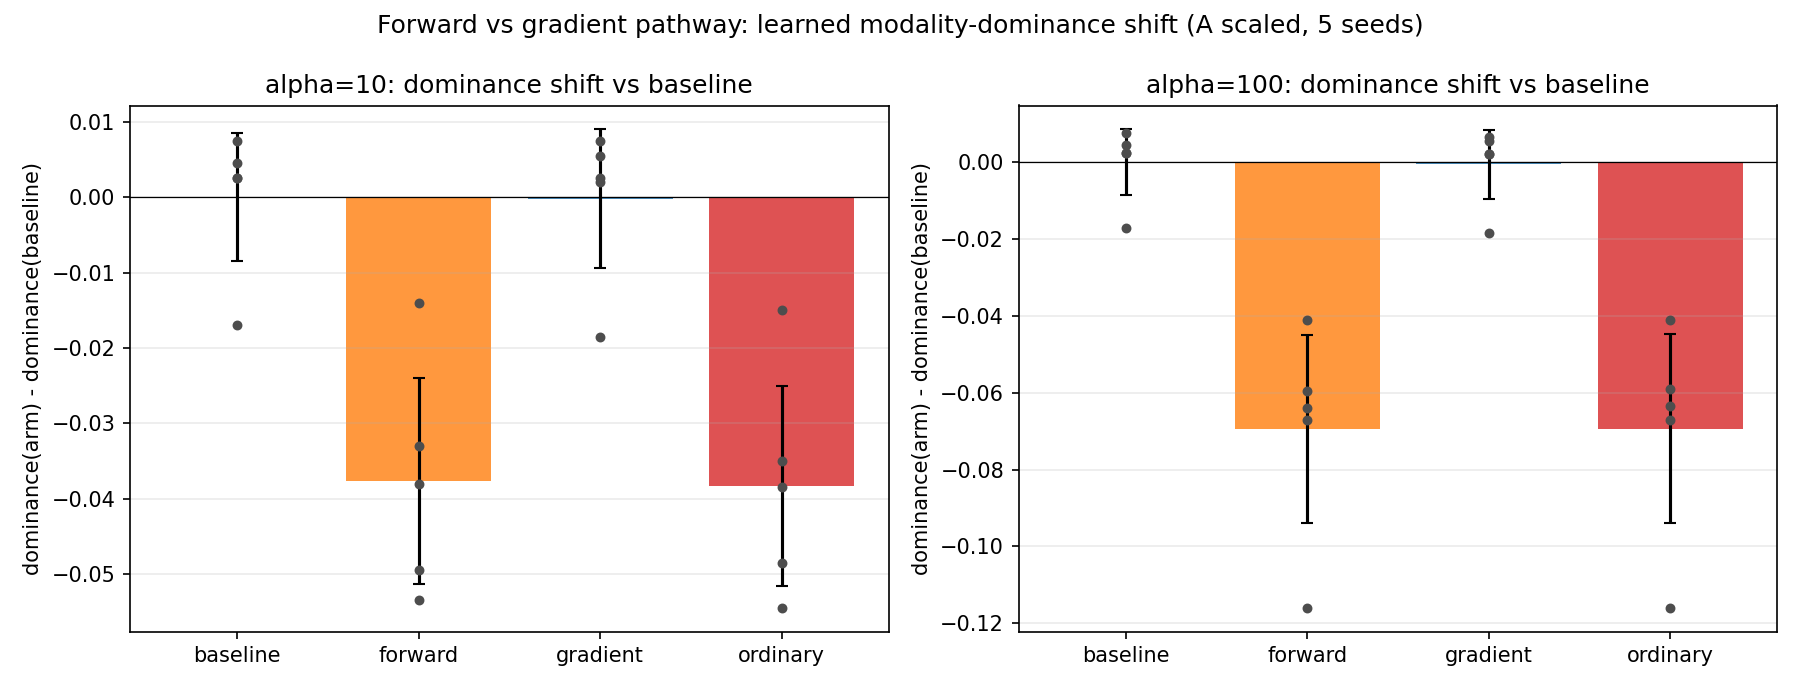 Forward vs gradient pathway: learned modality-dominance shift (A scaled, 5 seeds)
alpha=10: dominance shift vs baseline
dominance(arm) - dominance(baseline)
0.01
0.00
−0.01
−0.02
−0.03
−0.04
−0.05
baseline forward gradient ordinary
alpha=100: dominance shift vs baseline
dominance(arm) - dominance(baseline)
0.00
−0.02
−0.04
−0.06
−0.08
−0.10
−0.12
baseline forward gradient ordinary